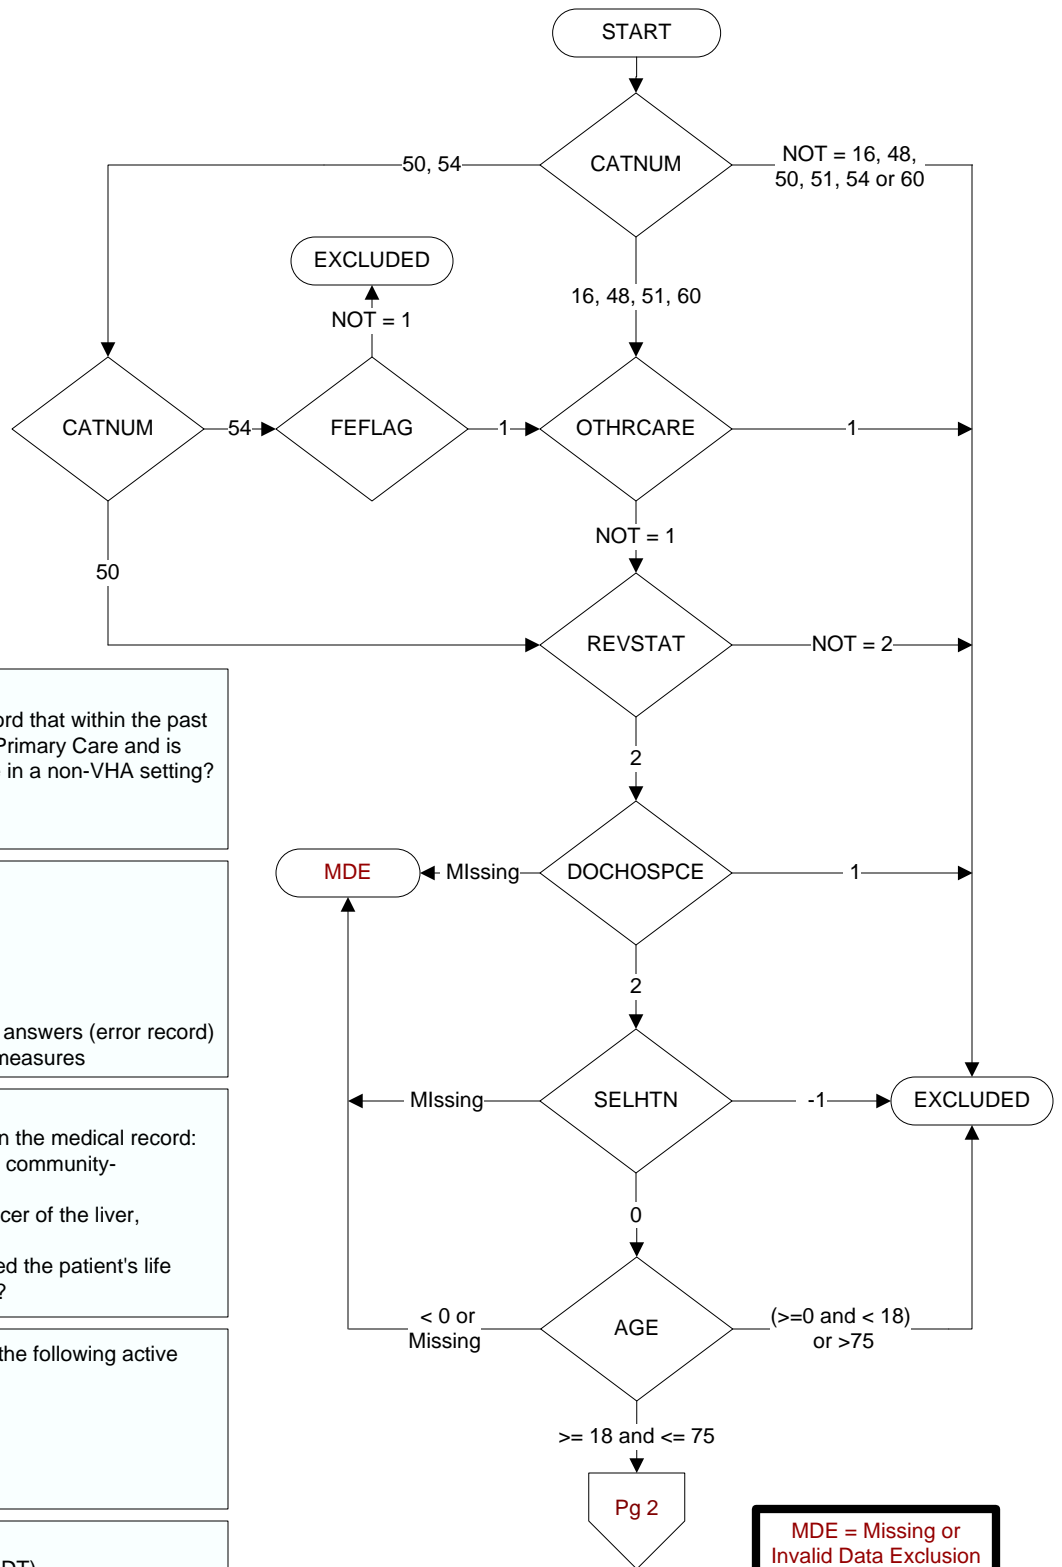 START
CATNUM
50, 54
NOT = 16, 48,
50, 51, 54 or 60
EXCLUDED
NOT = 1
16, 48, 51, 60
CATNUM
54
FEFLAG
1
OTHRCARE
1
NOT = 1
50
REVSTAT
NOT = 2
ord that within the past
Primary Care and is
in a non-VHA setting?
2
MDE
MIssing
DOCHOSPCE
1
2
answers (error record)
measures
MIssing
SELHTN
-1
EXCLUDED
n the medical record:
community-
cer of the liver,
ed the patient's life
?
0
< 0 or
Missing
AGE
(>=0 and < 18)
or >75
the following active
>= 18 and <= 75
Pg 2
MDE = Missing or
Invalid Data Exclusion
DT)